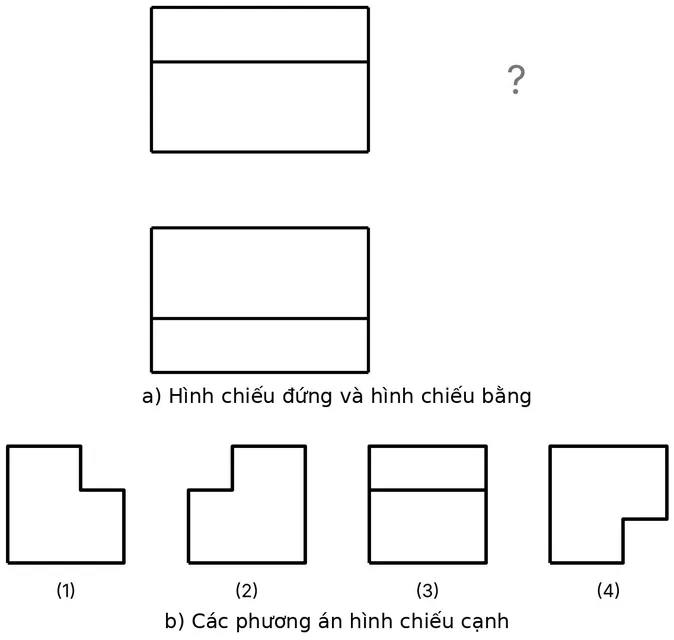 ?
a) Hình chiếu đứng và hình chiếu bằng
(1) (2) (3) (4)
b) Các phương án hình chiếu cạnh